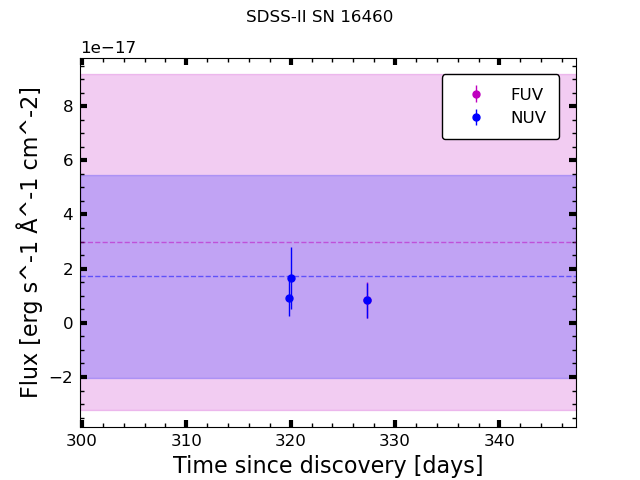 SDSS-II SN 16460
1e−17
FUV
NUV
8
6
4
2
0
−2
300
310
320
330
340
Time since discovery [days]
Flux [erg s^-1 Å^-1 cm^-2]